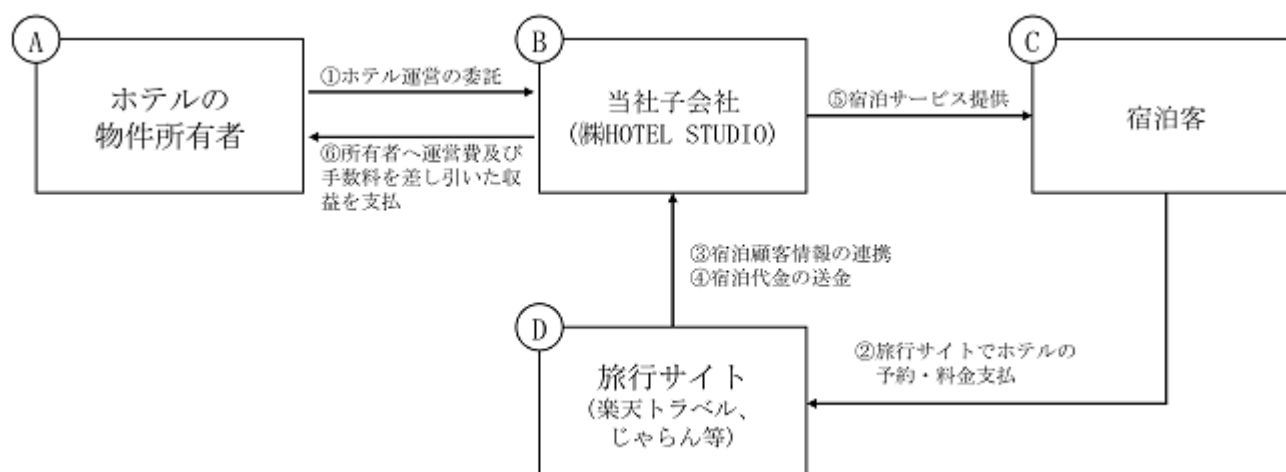 A
ホテルの
物件所有者
①ホテル運営の委託
⑥所有者へ運営費及び
手数料を差し引いた収
益を支払
B
当社子会社
(㈱HOTEL STUDIO)
⑤宿泊サービス提供
C
宿泊客
③宿泊顧客情報の連携
④宿泊代金の送金
D
旅行サイト
(楽天トラベル、
じゃらん等)
②旅行サイトでホテルの
予約・料金支払